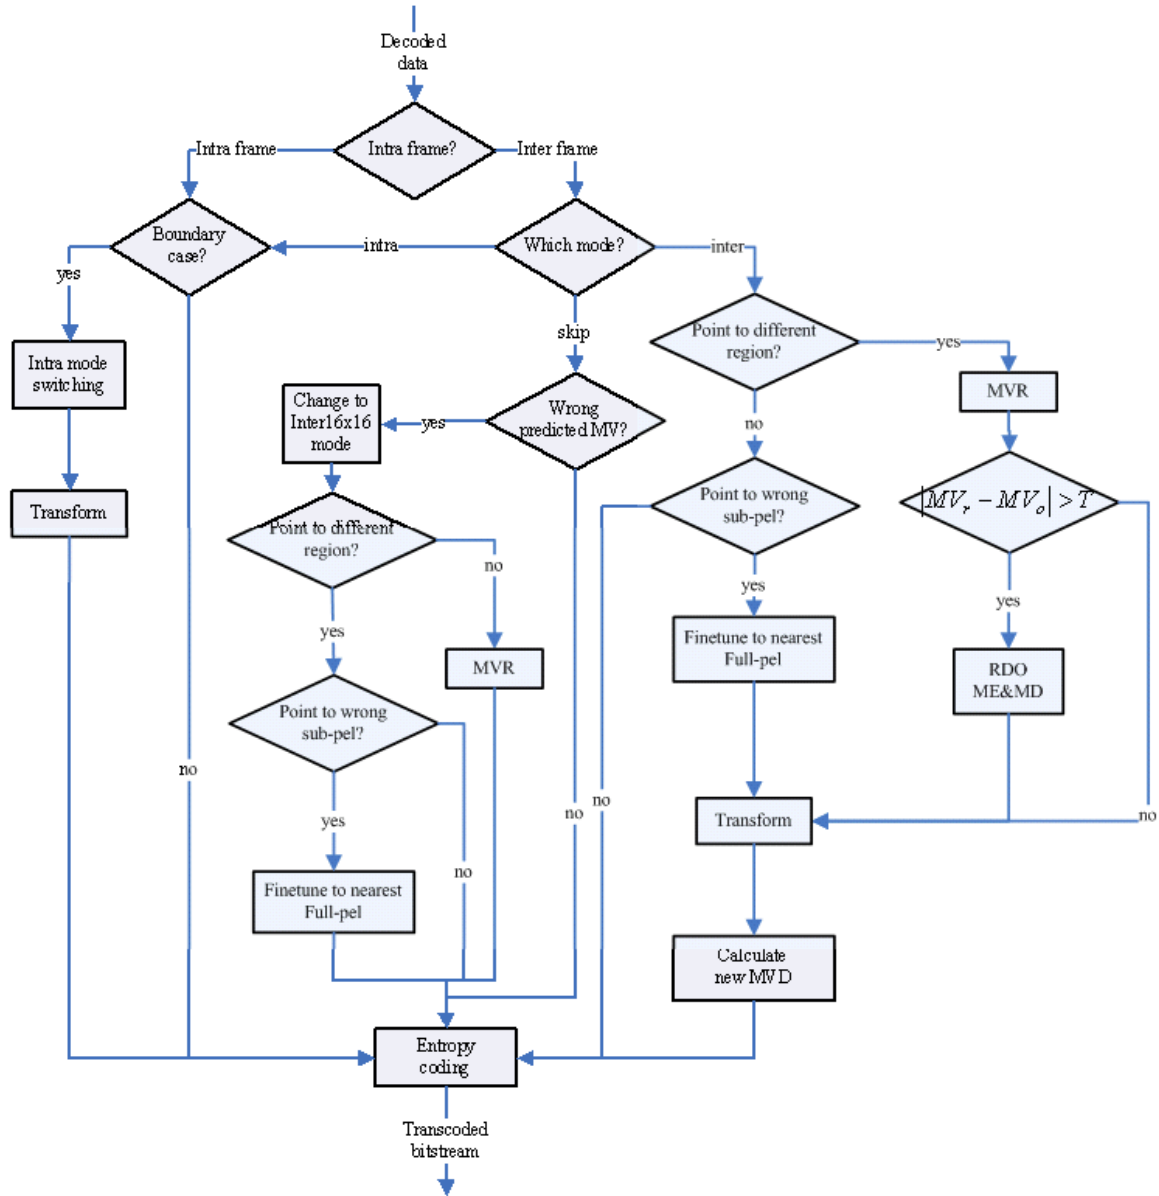 Decoded
data
Intra frame
Intra frame?
Inter frame
Boundary
case?
intra
Which mode?
inter
yes
skip
Point to different
region?
yes
Intra mode
switching
Change to
Inter16x16
mode
yes
Wrong
predicted MV?
no
MVR
Transform
Point to different
region?
no
Point to wrong
sub-pel?
|MVr − MVo| > T
yes
MVR
yes
Finetune to nearest
Full-pel
yes
RDO
ME&MD
Point to wrong
sub-pel?
no
yes
no
no
no
Transform
no
Finetune to nearest
Full-pel
Calculate
new MVD
Entropy
coding
Transcoded
bitstream